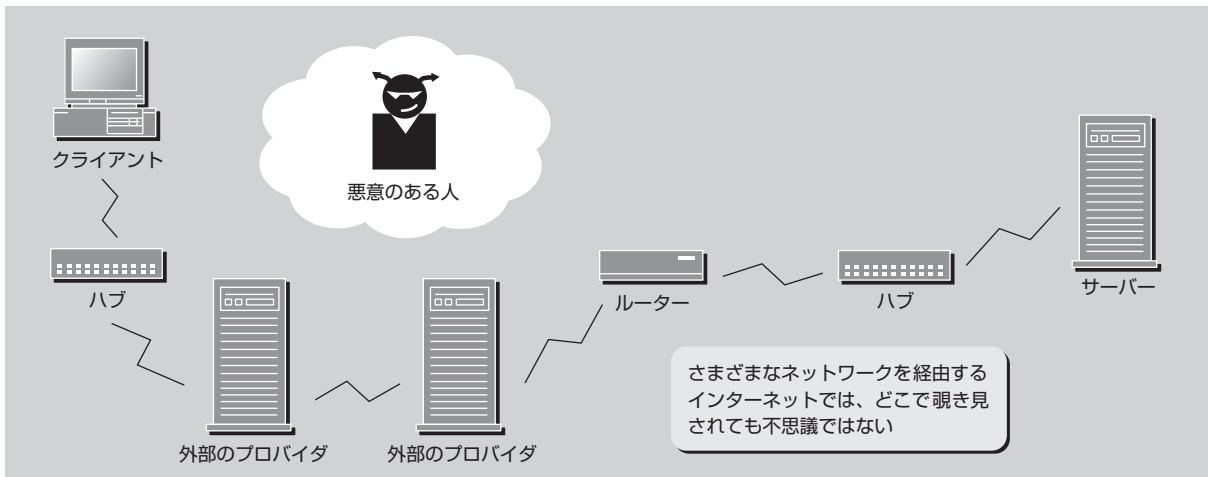 クライアント
悪意のある人
ハブ
外部のプロバイダ
外部のプロバイダ
ルーター
ハブ
サーバー
さまざまなネットワークを経由する
インターネットでは、どこで覗き見
されても不思議ではない